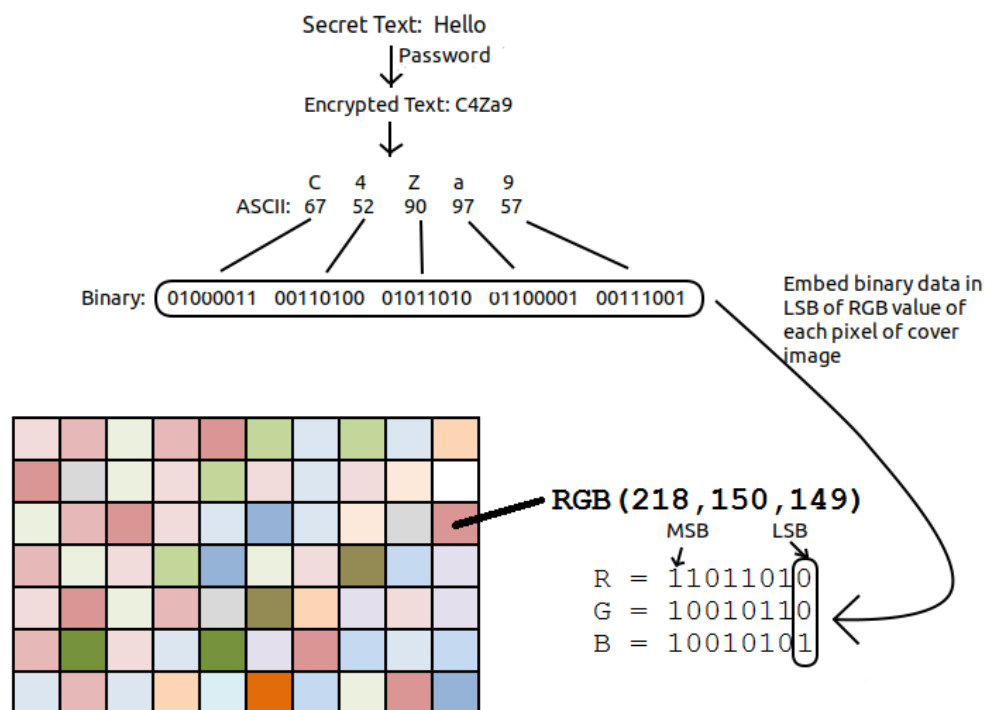 Secret Text: Hello
Password
Encrypted Text: C4Za9
C 4 Z a 9
ASCII: 67 52 90 97 57
Binary: 01000011 00110100 01011010 01100001 00111001
Embed binary data in
LSB of RGB value of
each pixel of cover
image
RGB(218,150,149)
MSB LSB
R = 11011010
G = 10010110
B = 10010101